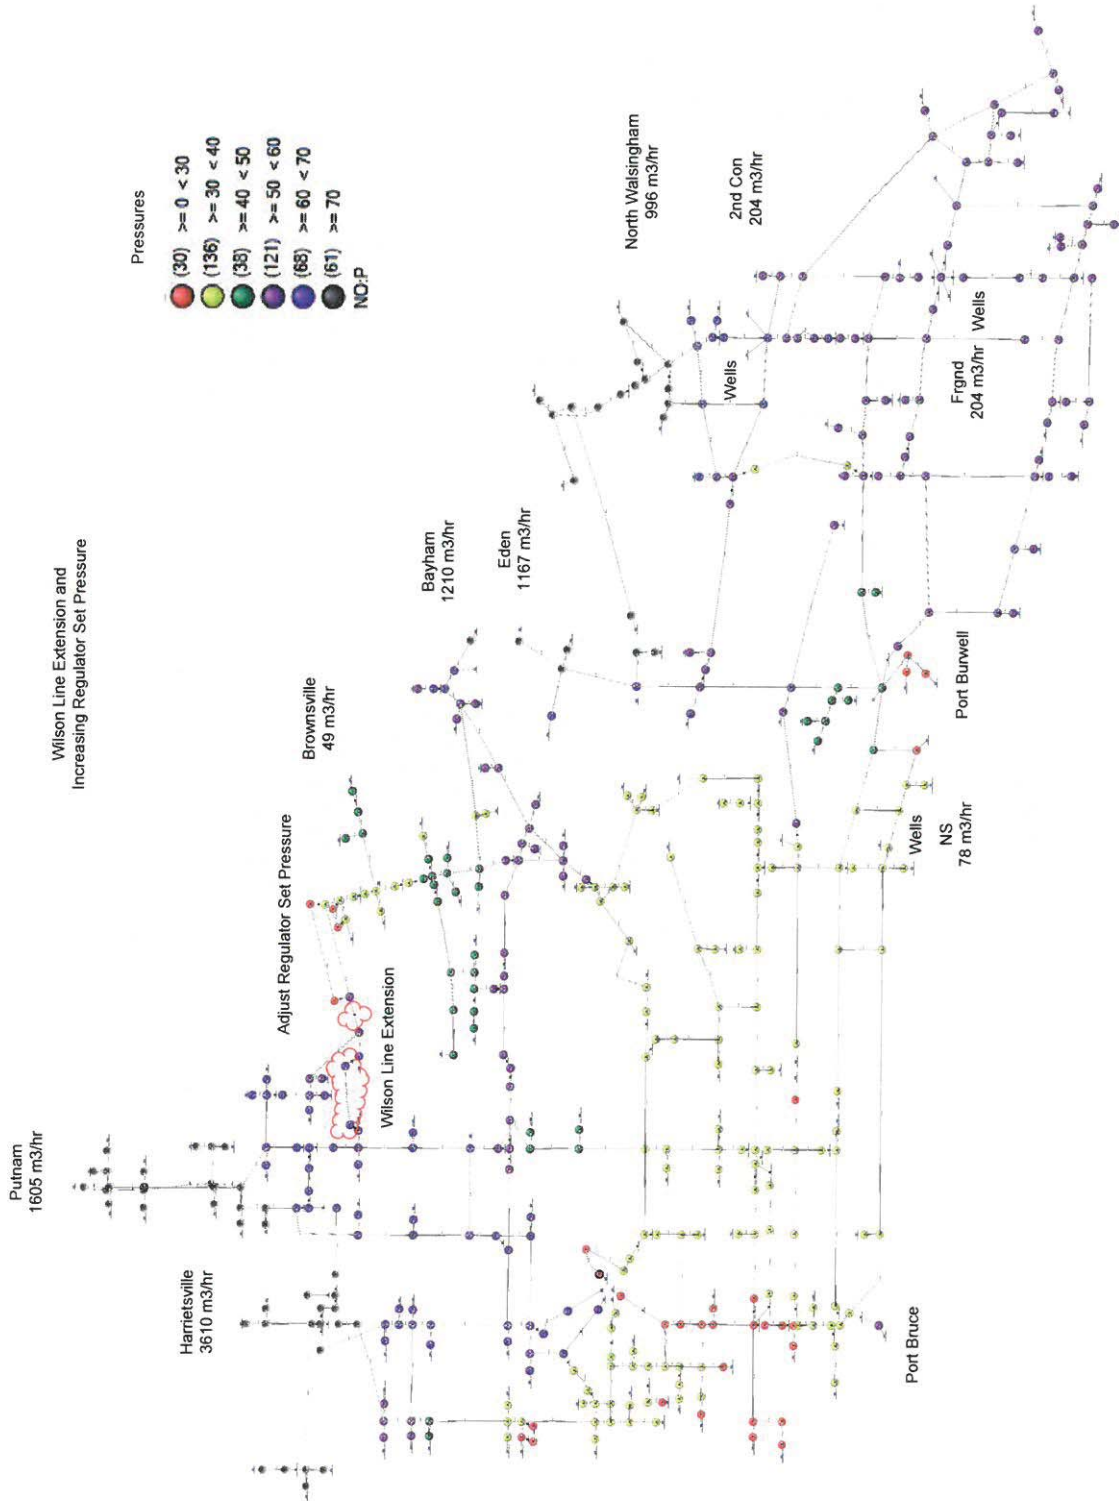 Wilson Line Extension and
Increasing Regulator Set Pressure
Pressures
(30) >= 0 < 30
(136) >= 30 < 40
(38) >= 40 < 50
(121) >= 50 < 60
(68) >= 60 < 70
(61) >= 70
NO:P
Putnam
1605 m3/hr
Harrietsville
3610 m3/hr
Adjust Regulator Set Pressure
Wilson Line Extension
Brownsville
49 m3/hr
Bayham
1210 m3/hr
Eden
1167 m3/hr
North Walsingham
996 m3/hr
2nd Con
204 m3/hr
Wells
Wells
Frgnd
204 m3/hr
Port Burwell
Wells
NS
78 m3/hr
Port Bruce